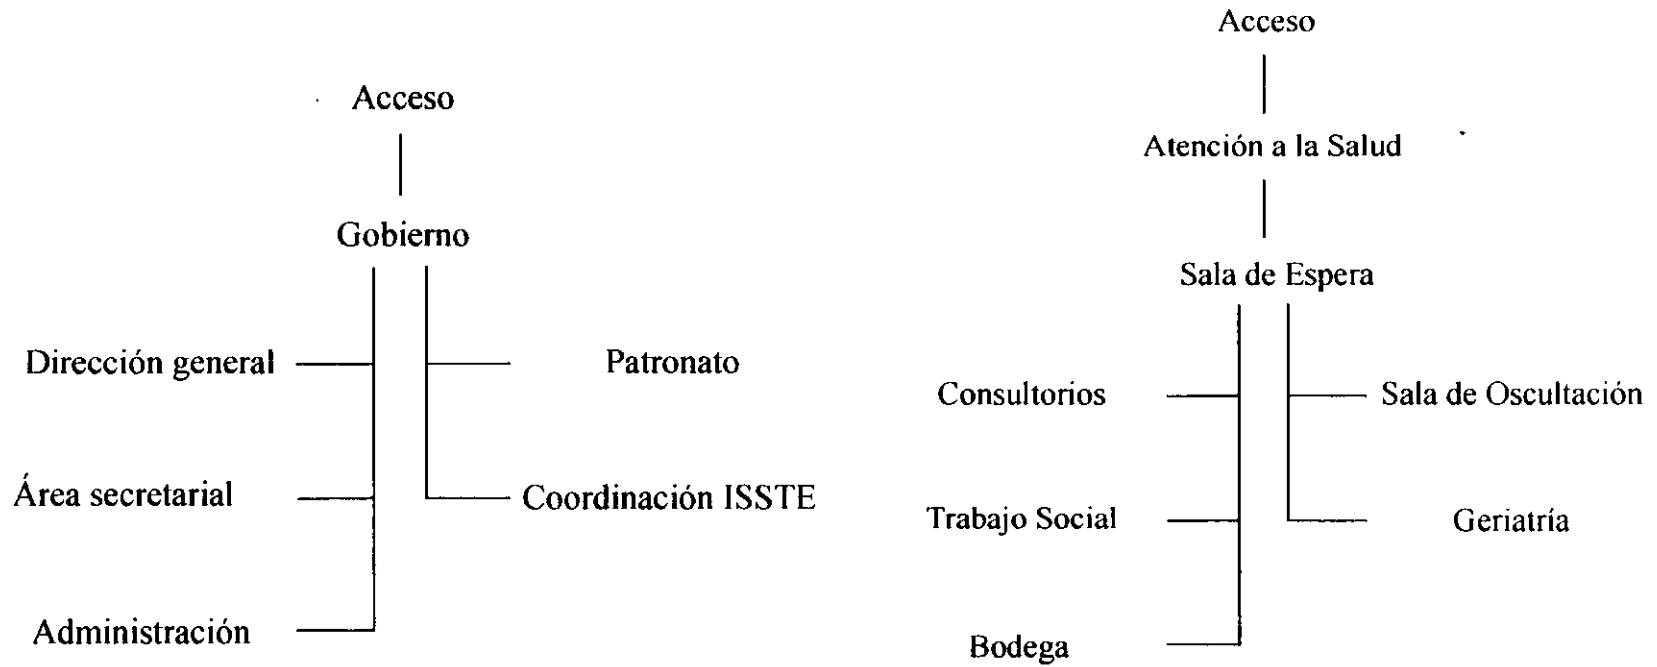 Acceso
Gobierno
Dirección general
Patronato
Área secretarial
Coordinación ISSTE
Administración
Acceso
Atención a la Salud
Sala de Espera
Consultorios
Sala de Oscultación
Trabajo Social
Geriatría
Bodega